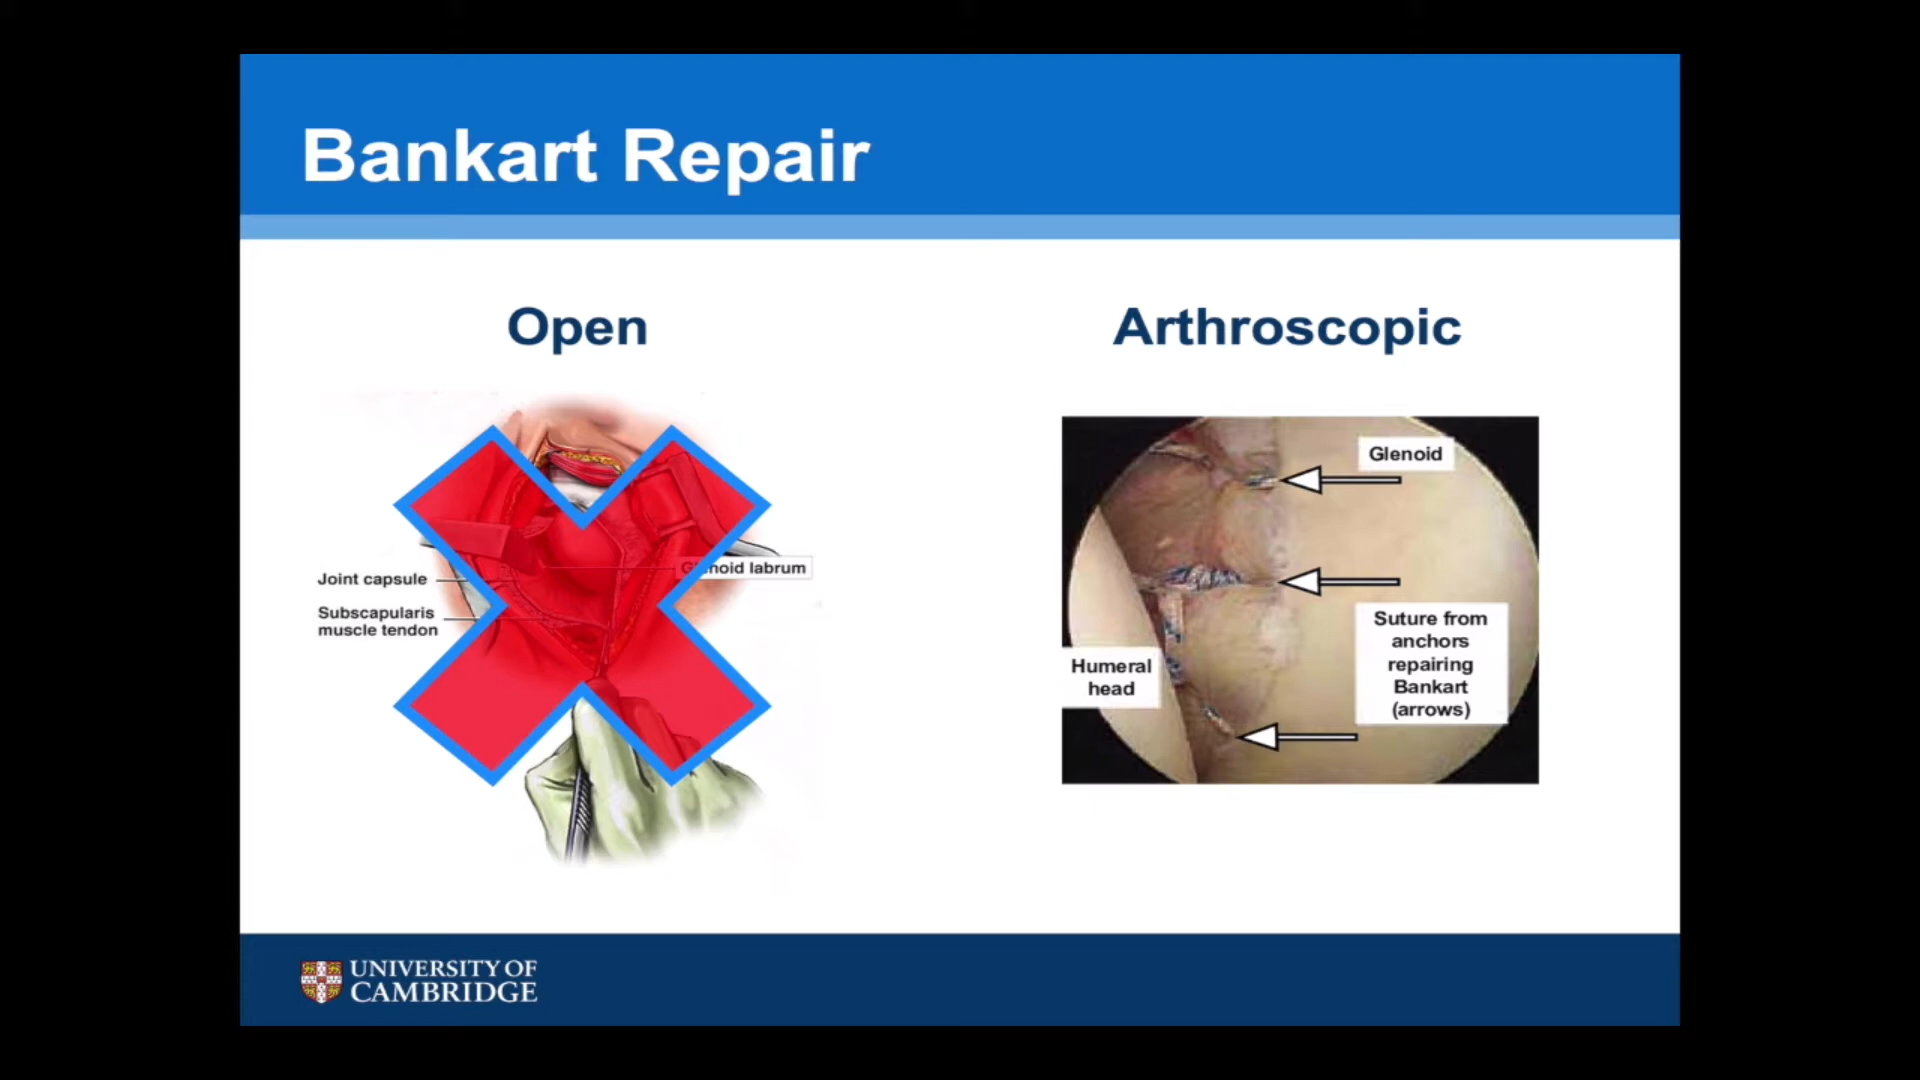 Bankart Repair
Open
Arthroscopic
Joint capsule
Subscapularis
muscle tendon
Glenoid labrum
Glenoid
Suture from
anchors
repairing
Bankart
(arrows)
Humeral
head
UNIVERSITY OF
CAMBRIDGE